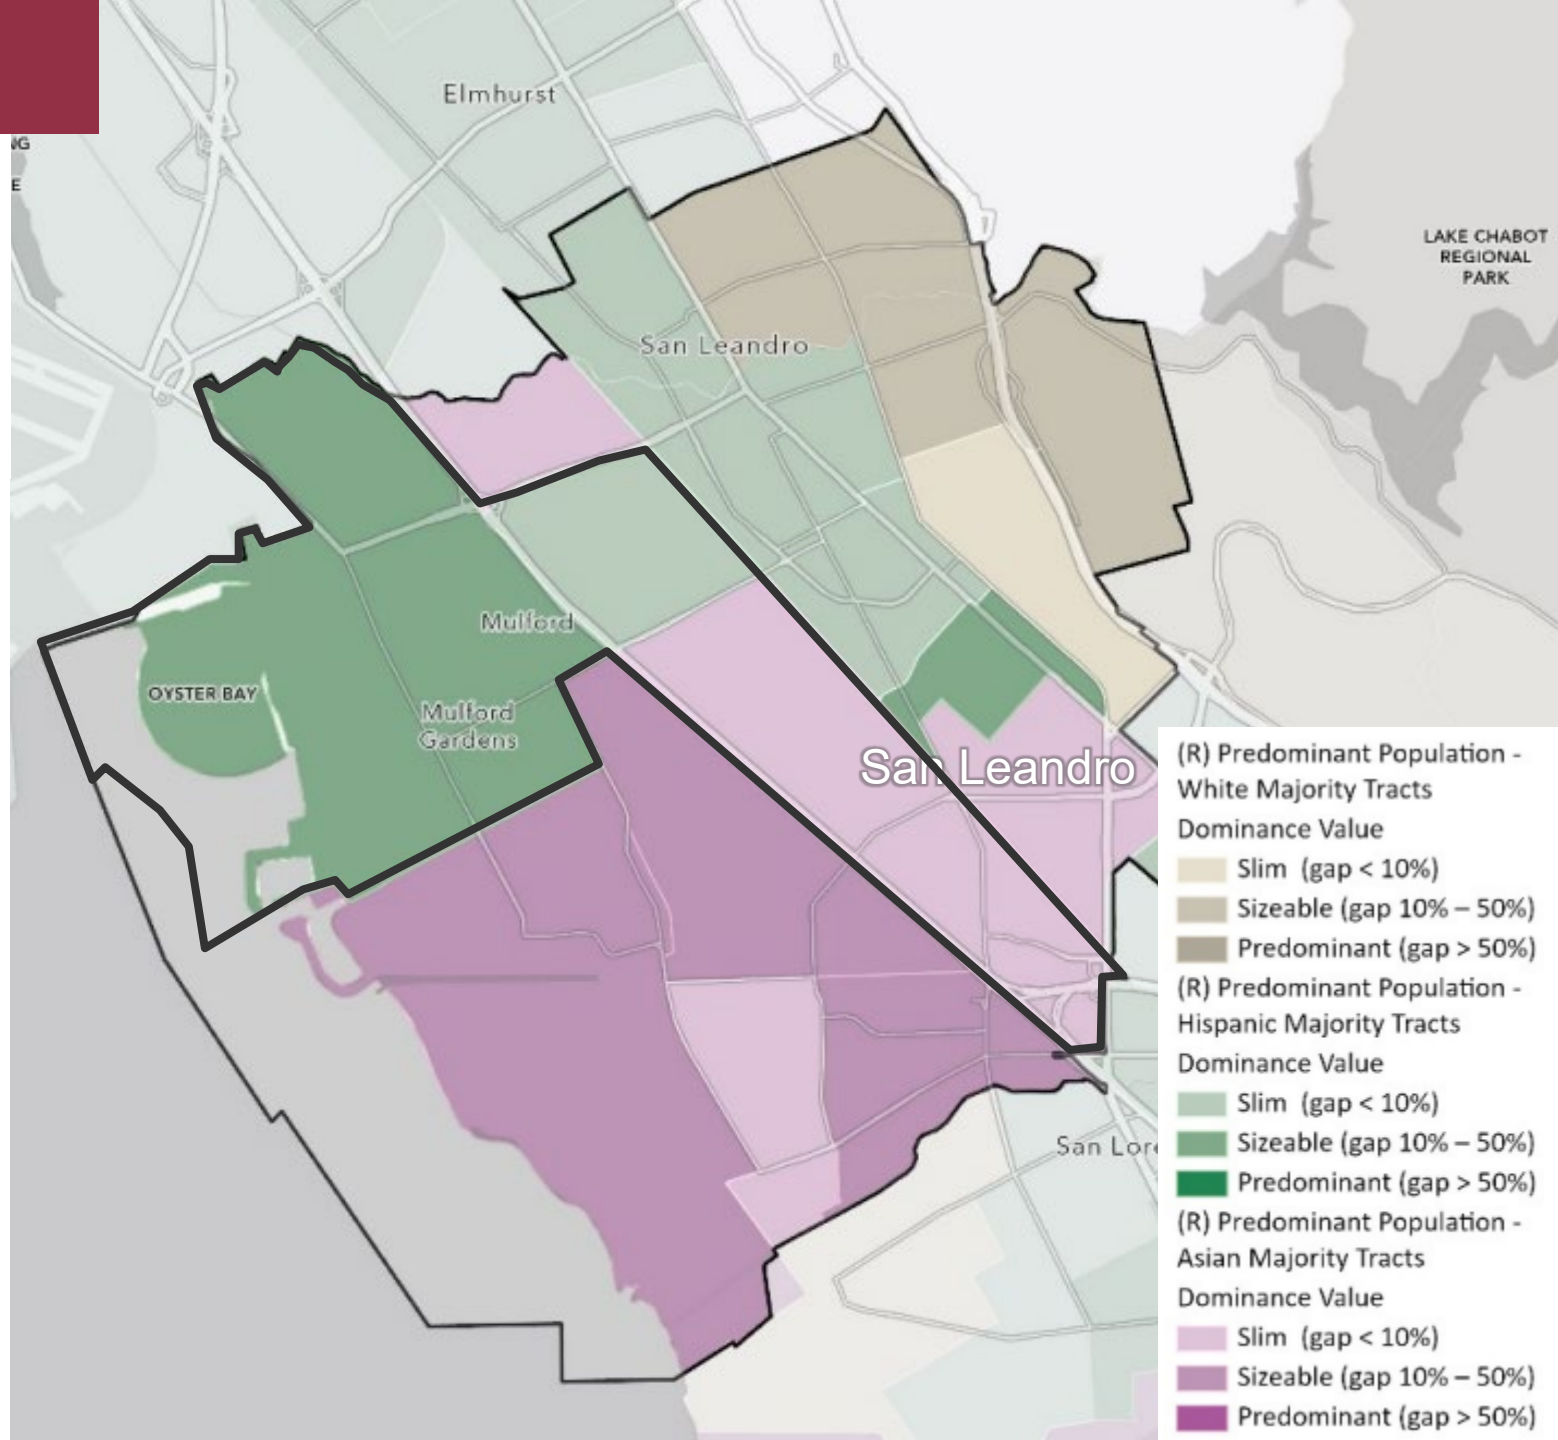 Elmhurst
NG
E
LAKE CHABOT
REGIONAL
PARK
San Leandro
Mulford
OYSTER BAY
Mulford
Gardens
San Leandro
San Lore
(R) Predominant Population -
White Majority Tracts
Dominance Value
Slim (gap < 10%)
Sizeable (gap 10% – 50%)
Predominant (gap > 50%)
(R) Predominant Population -
Hispanic Majority Tracts
Dominance Value
Slim (gap < 10%)
Sizeable (gap 10% – 50%)
Predominant (gap > 50%)
(R) Predominant Population -
Asian Majority Tracts
Dominance Value
Slim (gap < 10%)
Sizeable (gap 10% – 50%)
Predominant (gap > 50%)